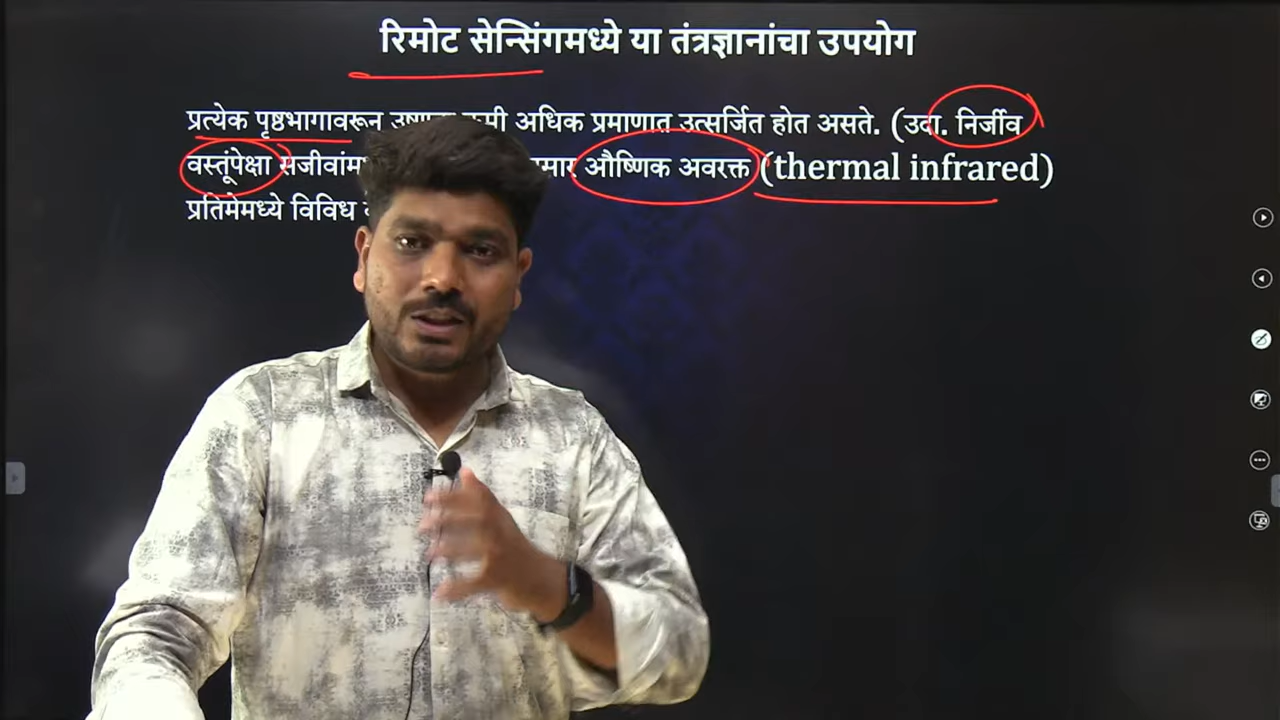 रिमोट सेन्सिंगमध्ये या तंत्रज्ञानांचा उपयोग
प्रत्येक पृष्ठभागावरून कमी अधिक प्रमाणात उत्सर्जित होत असते. (उदा. निर्जीव
वस्तूंपेक्षा औष्णिक अवरक्त (thermal infrared)
प्रतिमेमध्ये विविध